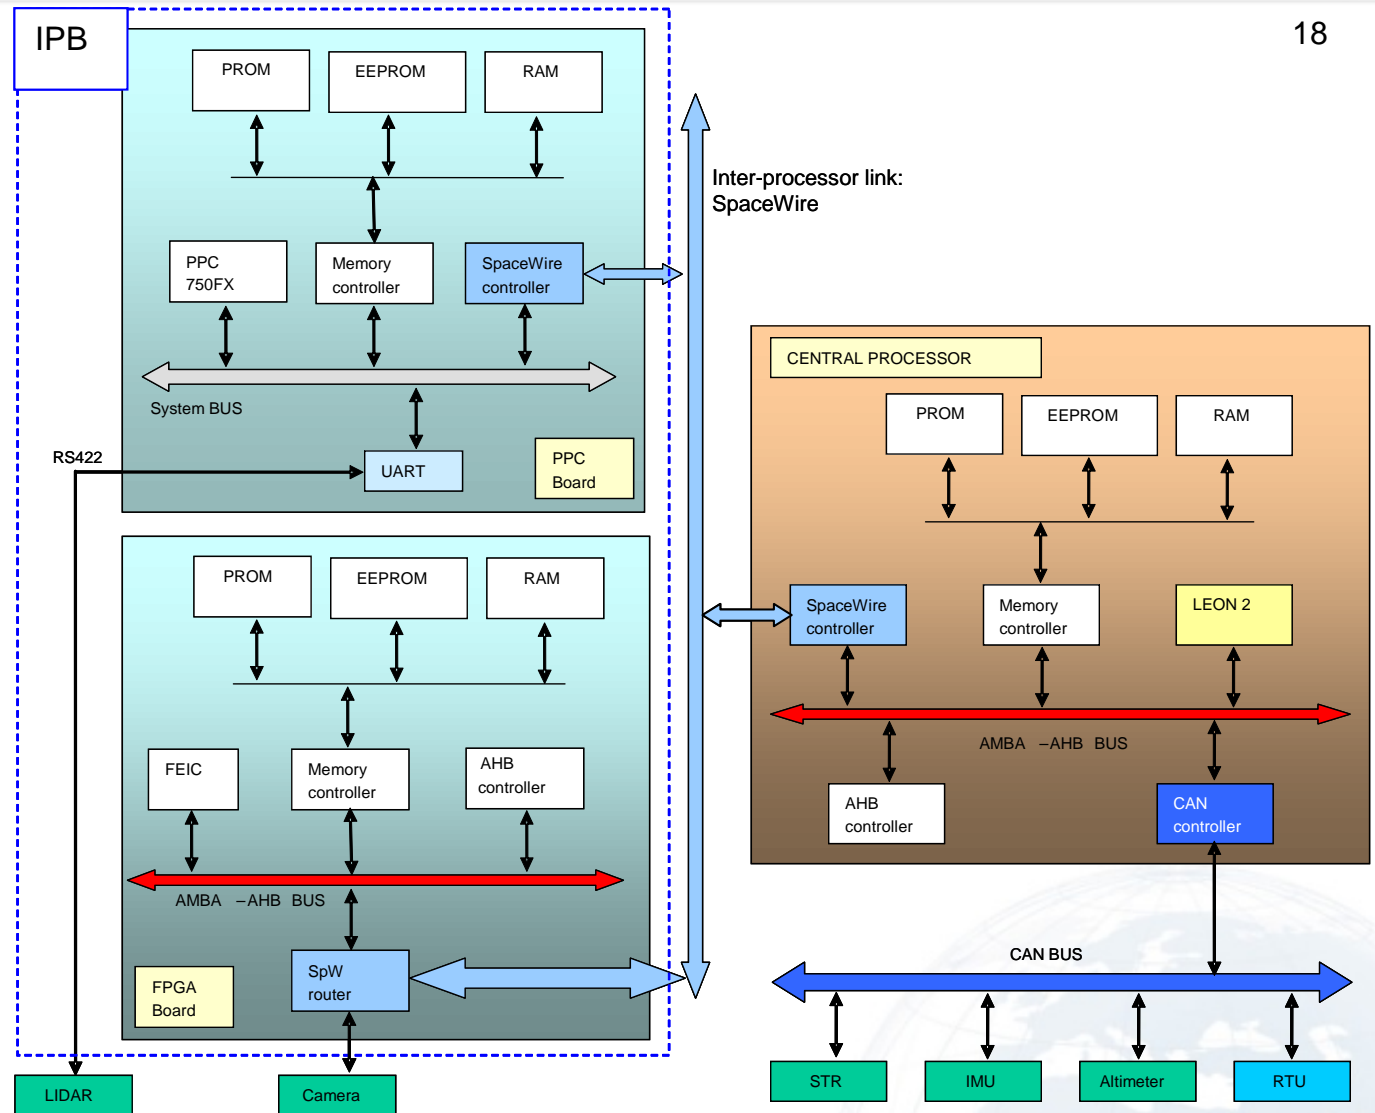 IPB
18
PROM
EEPROM
RAM
Inter-processor link:
SpaceWire
PPC
750FX
Memory
controller
SpaceWire
controller
System BUS
RS422
UART
PPC
Board
CENTRAL PROCESSOR
PROM
EEPROM
RAM
SpaceWire
controller
Memory
controller
LEON 2
AMBA –AHB BUS
AHB
controller
CAN
controller
PROM
EEPROM
RAM
FEIC
Memory
controller
AHB
controller
AMBA –AHB BUS
SpW
router
FPGA
Board
CAN BUS
LIDAR
Camera
STR
IMU
Altimeter
RTU